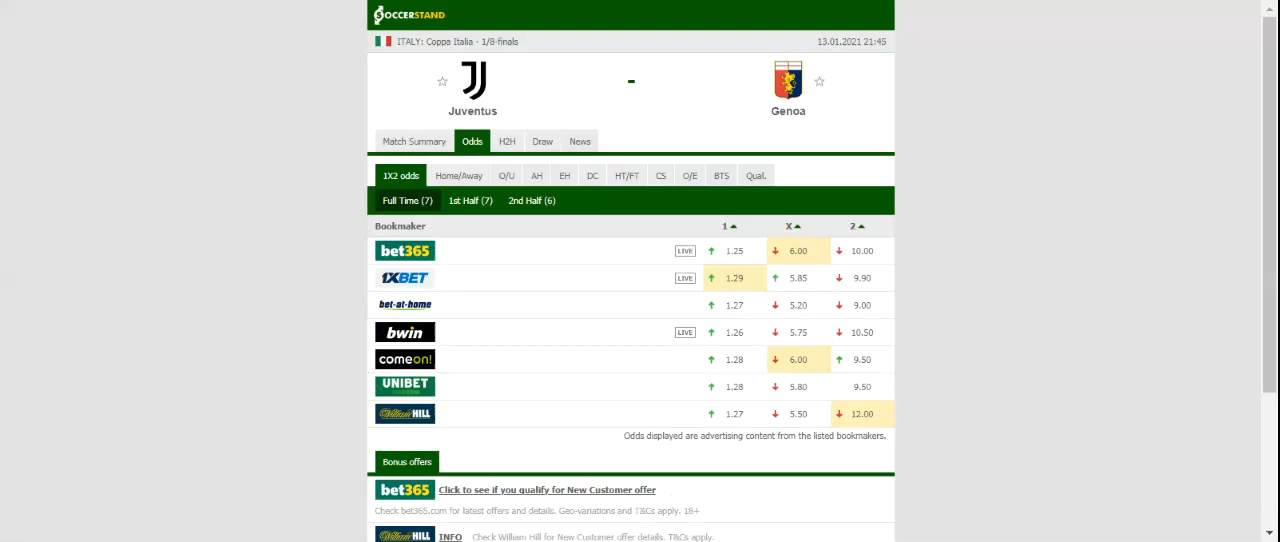 SOCCERSTAND
ITALY: Coppa Italia - 1/8-finals 13.01.2021 21:45
-
Juventus Genoa
Match Summary Odds H2H Draw News
1X2 odds Home/Away O/U AH EH DC HT/FT CS O/E BTS Qual.
Full Time (7) 1st Half (7) 2nd Half (6)
Bookmaker 1 X 2
bet365 LIVE 1.25 6.00 10.00
1XBET LIVE 1.29 5.85 9.90
bet-at-home 1.27 5.20 9.00
bwin LIVE 1.26 5.75 10.50
comeon! 1.28 6.00 9.50
UNIBET 1.28 5.80 9.50
William HILL 1.27 5.50 12.00
Odds displayed are advertising content from the listed bookmakers.
Bonus offers
bet365 Click to see if you qualify for New Customer offer
Check bet365.com for latest offers and details. Geo-variations and T&Cs apply. 18+
William HILL INFO Check William Hill for New Customer offer details. T&Cs apply.